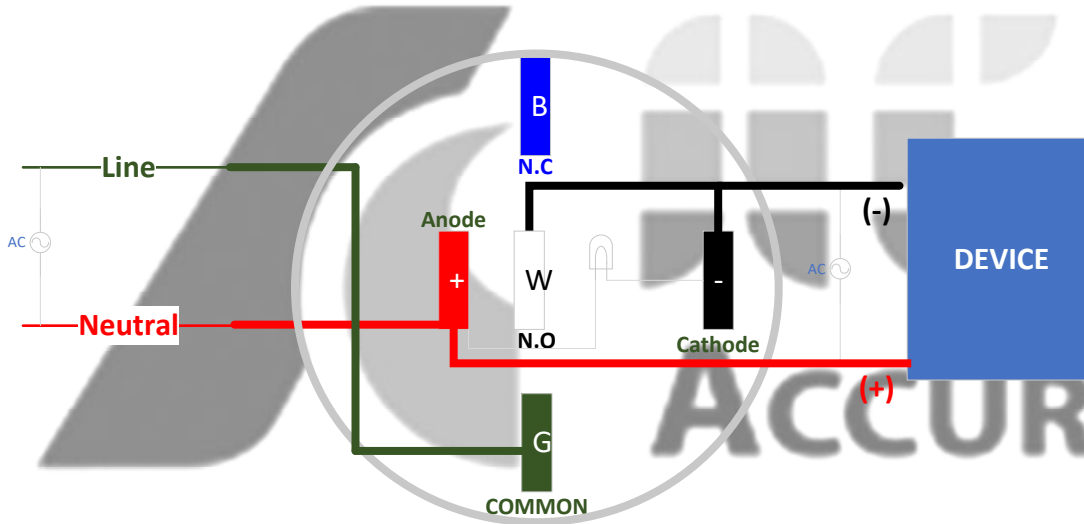 B
N.C
Line
(-)
Anode
AC
+
W
-
AC
DEVICE
Neutral
N.O
Cathode
(+)
ACCUR
G
COMMON